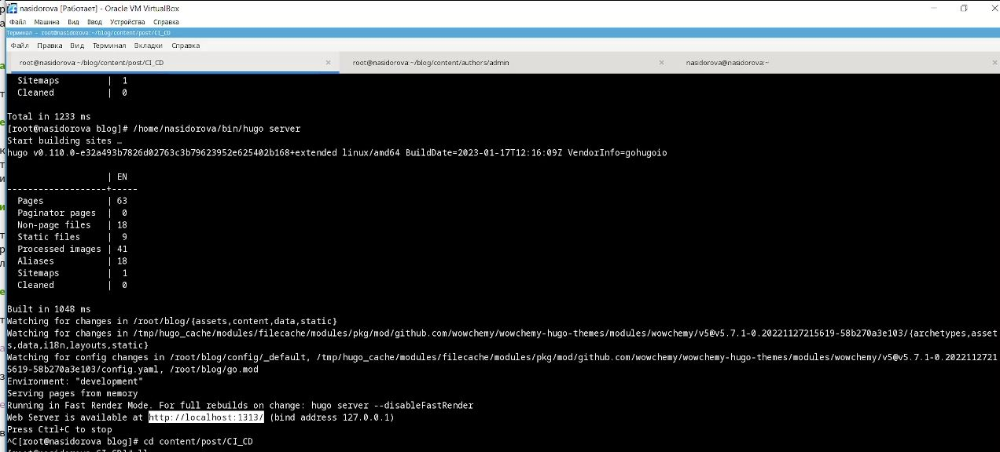 nasidorova [Работает] - Oracle VM VirtualBox
Файл Машина Вид Ввод Устройства Справка
Терминал - root@nasidorova:~/blog/content/post/CI_CD
Файл Правка Вид Терминал Вкладки Справка
root@nasidorova:~/blog/content/post/CI_CD × root@nasidorova:~/blog/content/authors/admin × nasidorova@nasidorova:~ ×
Sitemaps | 1
Cleaned | 0
Total in 1233 ms
[root@nasidorova blog]# /home/nasidorova/bin/hugo server
Start building sites …
hugo v0.110.0-e32a493b7826d02763c3b79623952e625402b168+extended linux/amd64 BuildDate=2023-01-17T12:16:09Z VendorInfo=gohugoio
| EN
-------------------+-----
Pages | 63
Paginator pages | 0
Non-page files | 18
Static files | 9
Processed images | 41
Aliases | 18
Sitemaps | 1
Cleaned | 0
Built in 1048 ms
Watching for changes in /root/blog/{assets,content,data,static}
Watching for changes in /tmp/hugo_cache/modules/filecache/modules/pkg/mod/github.com/wowchemy/wowchemy-hugo-themes/modules/wowchemy/v5@v5.7.1-0.20221127215619-58b270a3e103/{archetypes,asset
s,data,i18n,layouts,static}
Watching for config changes in /root/blog/config/_default, /tmp/hugo_cache/modules/filecache/modules/pkg/mod/github.com/wowchemy/wowchemy-hugo-themes/modules/wowchemy/v5@v5.7.1-0.2022112721
5619-58b270a3e103/config.yaml, /root/blog/go.mod
Environment: "development"
Serving pages from memory
Running in Fast Render Mode. For full rebuilds on change: hugo server --disableFastRender
Web Server is available at http://localhost:1313/ (bind address 127.0.0.1)
Press Ctrl+C to stop
^C[root@nasidorova blog]# cd content/post/CI_CD